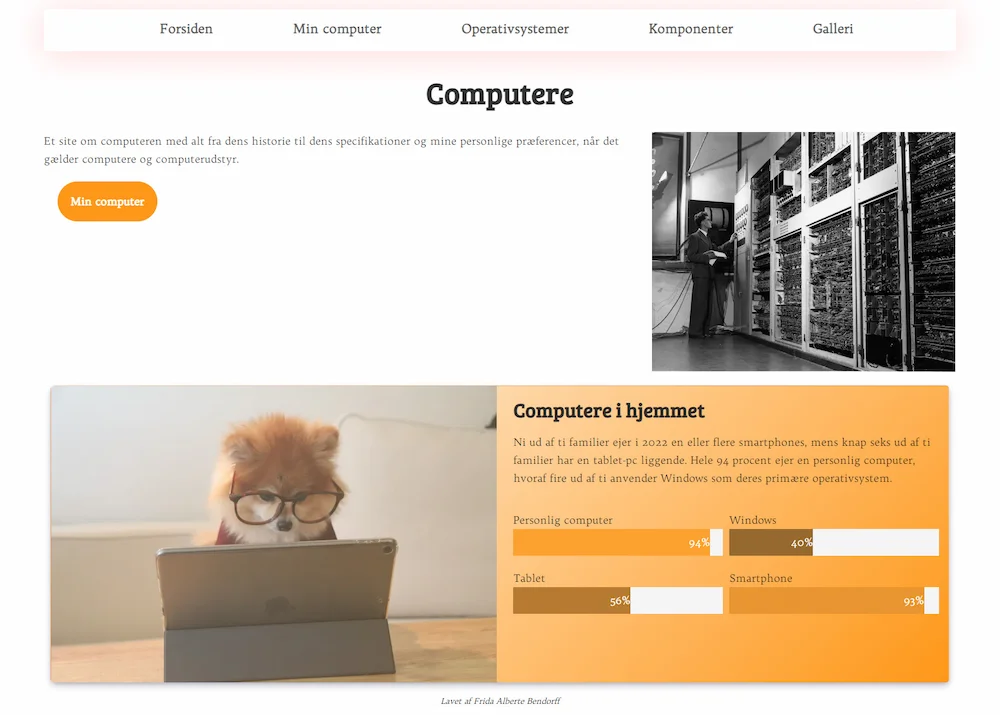 Forsiden
Min computer
Operativsystemer
Komponenter
Galleri
Computere
Et site om computeren med alt fra dens historie til dens specifikationer og mine personlige præferencer, når det
gælder computere og computerudstyr.
Min computer
Computere i hjemmet
Ni ud af ti familier ejer i 2022 en eller flere smartphones, mens knap seks ud af ti
familier har en tablet-pc liggende. Hele 94 procent ejer en personlig computer,
hvoraf fire ud af ti anvender Windows som deres primære operativsystem.
Personlig computer
94%
Windows
40%
Tablet
56%
Smartphone
93%
Lavet af Frida Alberte Bendorff